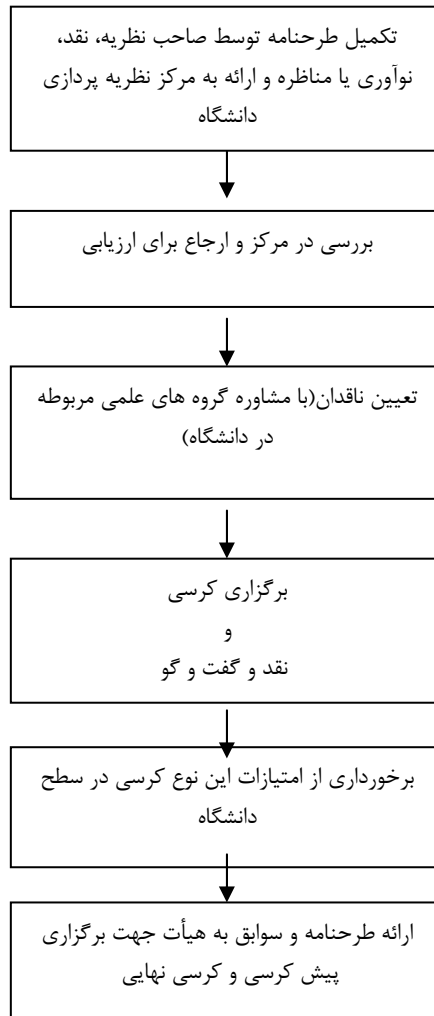 تکمیل طرحنامه توسط صاحب نظریه، نقد،
نوآوری یا مناظره و ارائه به مرکز نظریه پردازی
دانشگاه
بررسی در مرکز و ارجاع برای ارزیابی
تعیین ناقدان(با مشاوره گروه های علمی مربوطه
در دانشگاه)
برگزاری کرسی
و
نقد و گفت و گو
برخورداری از امتیازات این نوع کرسی در سطح
دانشگاه
ارائه طرحنامه و سوابق به هیأت جهت برگزاری
پیش کرسی و کرسی نهایی